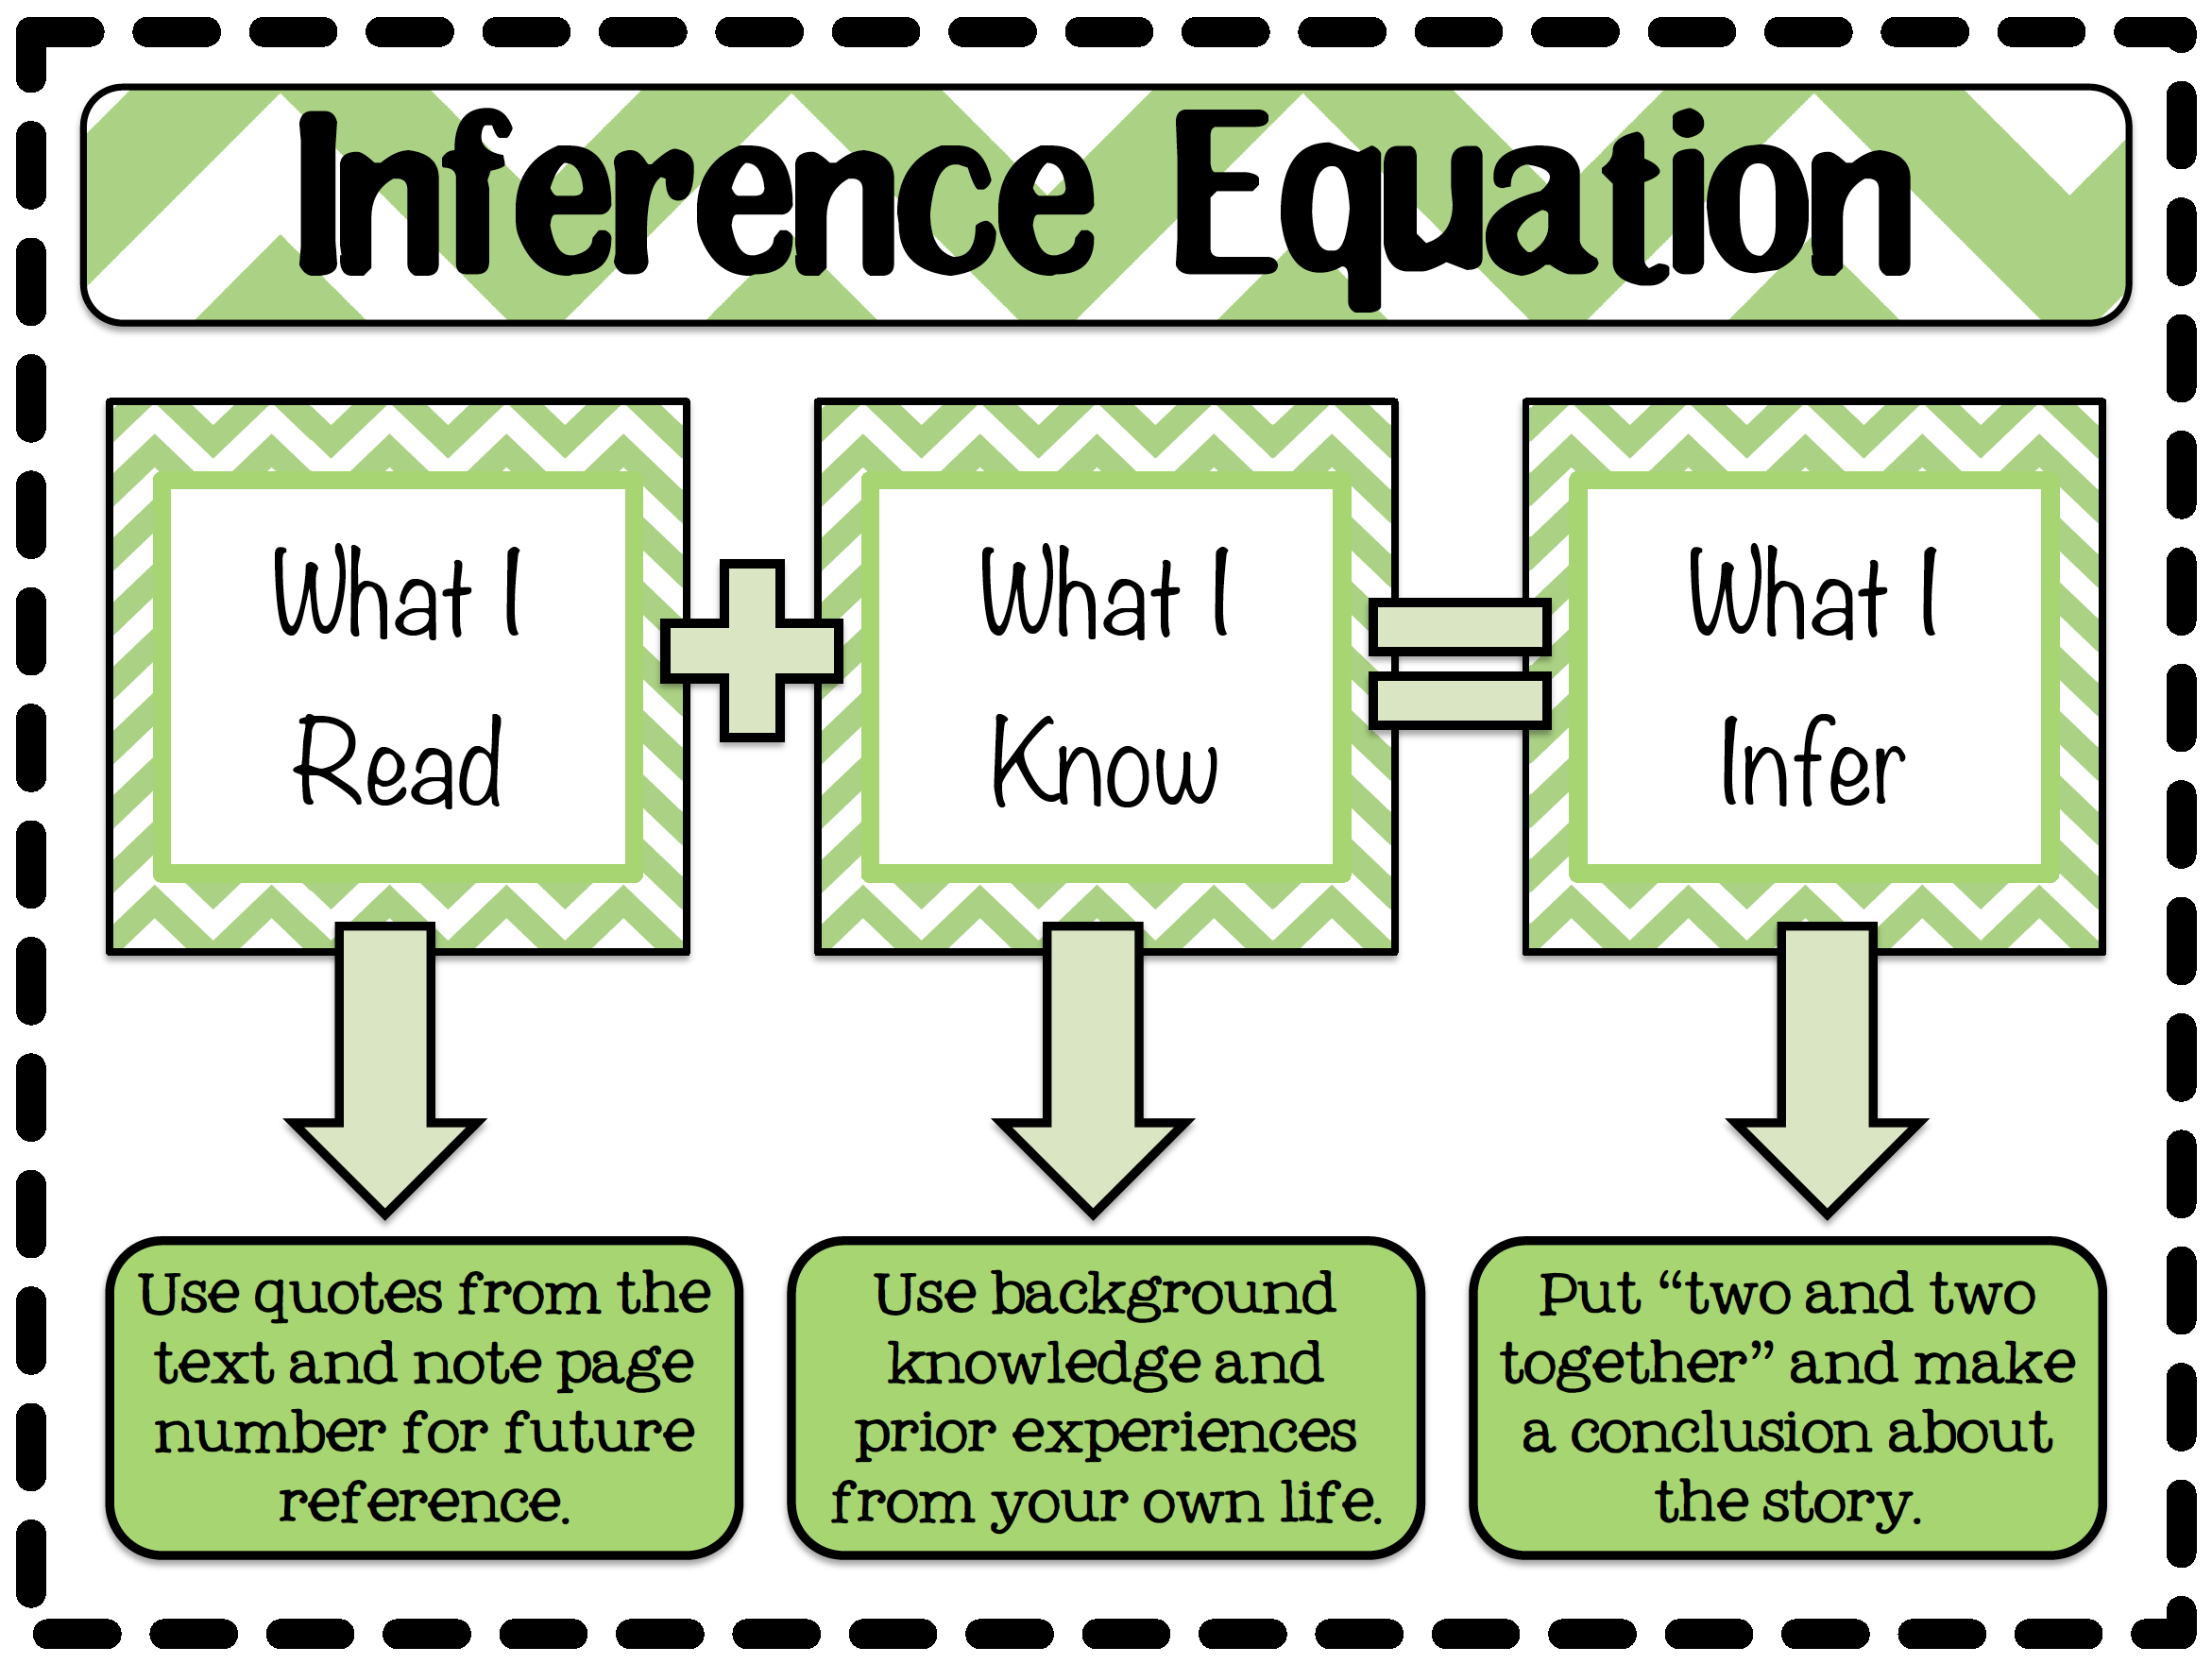 Inference Equation
What I
Read
What I
Know
What I
Infer
Use quotes from the
text and note page
number for future
reference.
Use background
knowledge and
prior experiences
from your own life.
Put “two and two
together” and make
a conclusion about
the story.